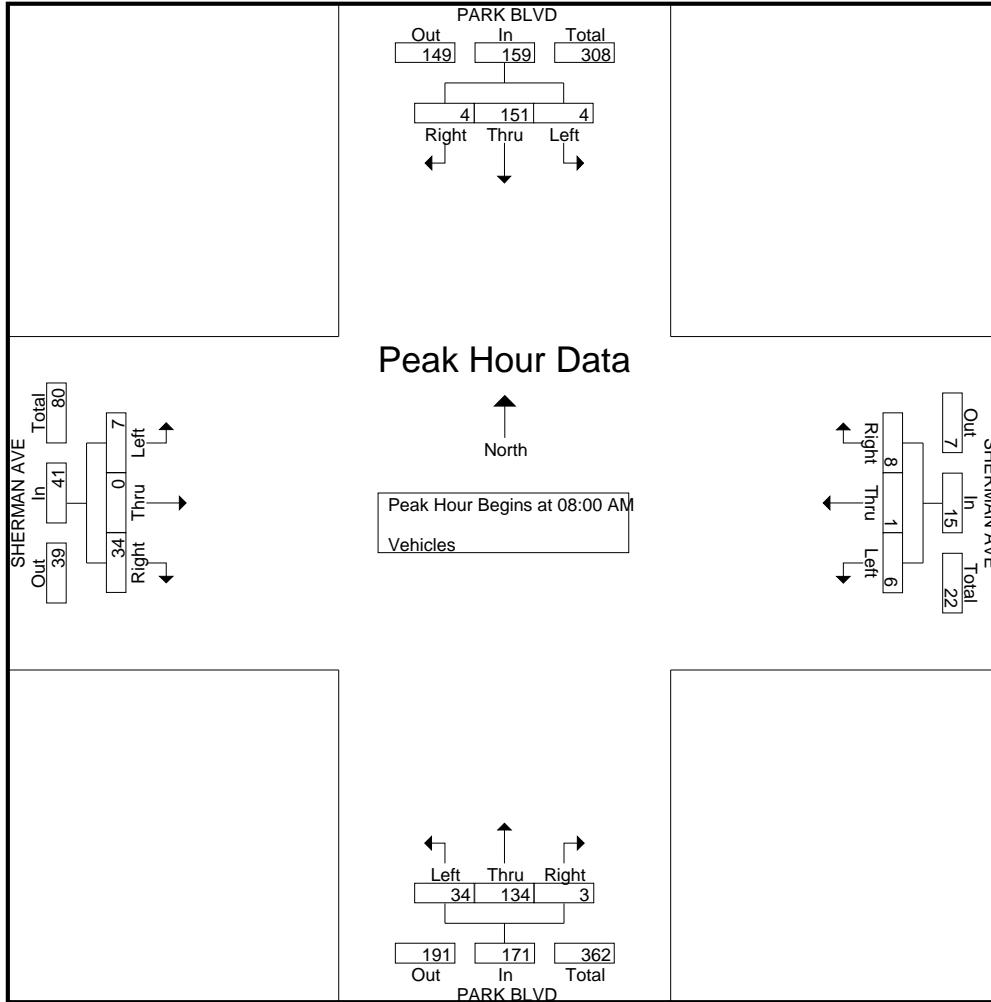 PARK BLVD
Out In Total
149 159 308
4 151 4
Right Thru Left
Peak Hour Data
North
Peak Hour Begins at 08:00 AM
Vehicles
SHERMAN AVE
Out In Total
39 41 80
Left Thru Right
7 0 34
SHERMAN AVE
Out In Total
7 15 22
Right Thru Left
8 1 6
Left Thru Right
34 134 3
191 171 362
Out In Total
PARK BLVD